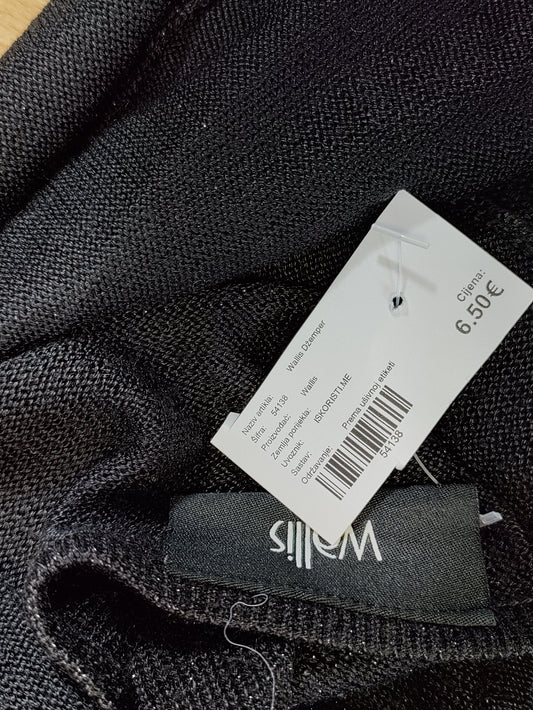 Naziv artikla: Wallis Džemper
Šifra: 54138
Proizvođač: Wallis
Zemlja porijekla:
Uvoznik: ISKORISTI.ME
Sastav:
Održavanje: Prema ušivnoj etiketi
54138
Cijena:
6.50€
Wallis